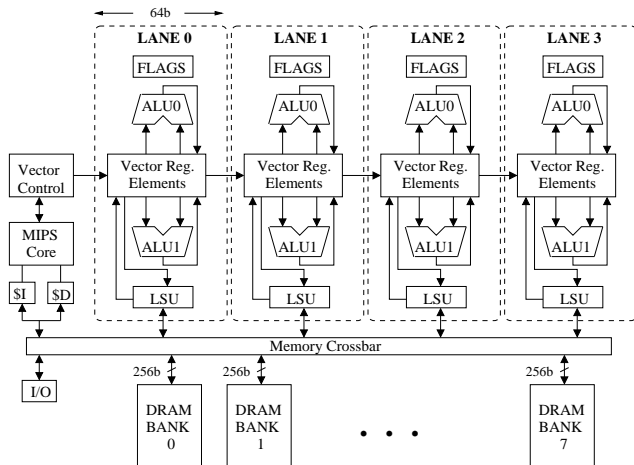 64b
LANE 0 LANE 1 LANE 2 LANE 3
FLAGS FLAGS FLAGS FLAGS
ALU0 ALU0 ALU0 ALU0
Vector
Control
Vector Reg.
Elements
Vector Reg.
Elements
Vector Reg.
Elements
Vector Reg.
Elements
MIPS
Core
ALU1 ALU1 ALU1 ALU1
$I $D
LSU LSU LSU LSU
Memory Crossbar
256b 256b 256b
I/O
DRAM
BANK
0
DRAM
BANK
1
DRAM
BANK
7